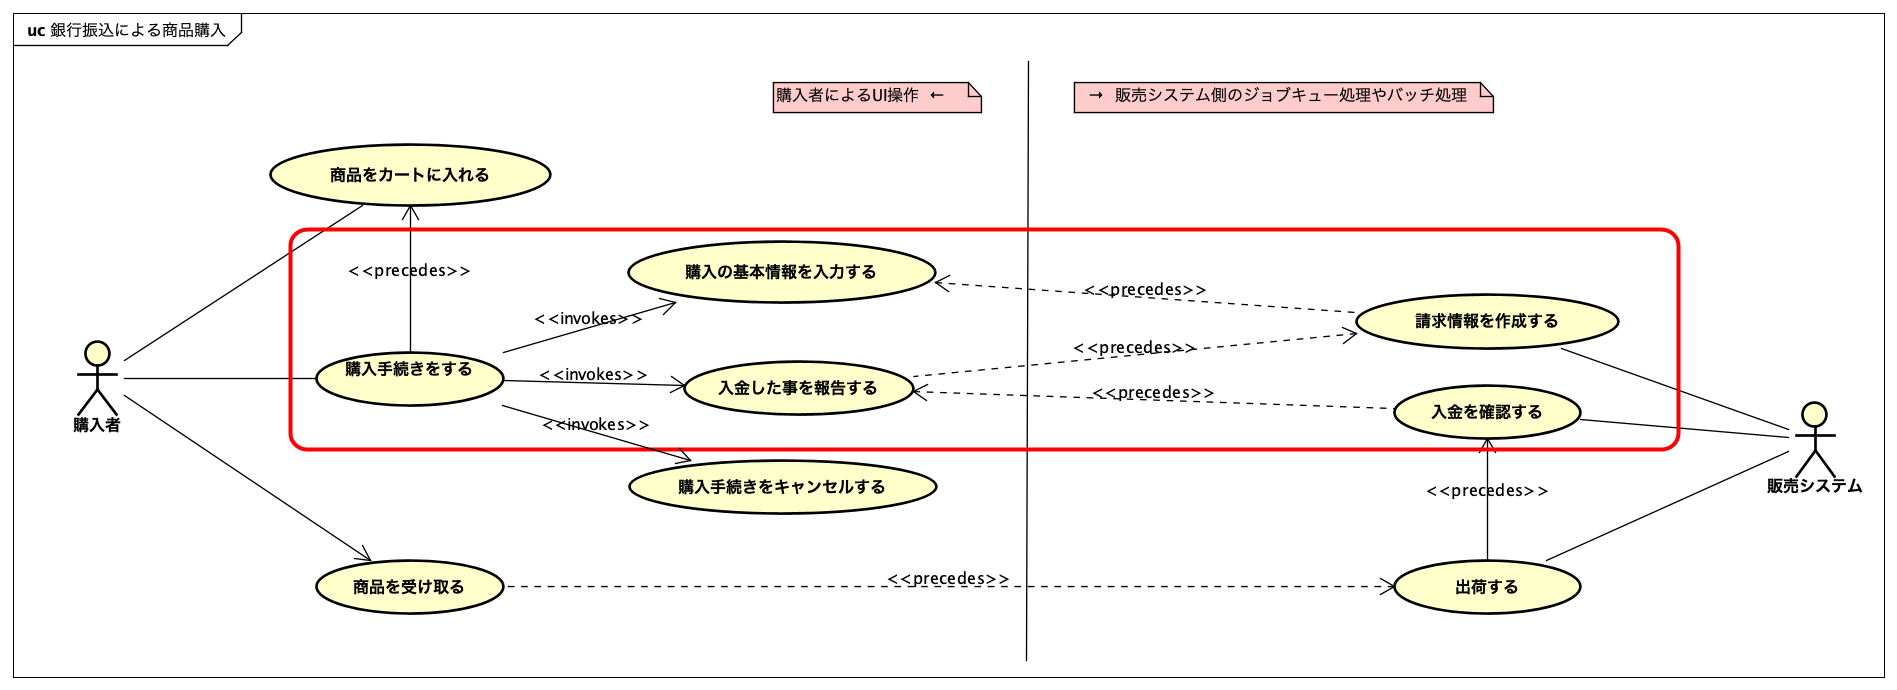 uc 銀行振込による商品購入
購入者によるUI操作 ←
→ 販売システム側のジョブキュー処理やバッチ処理
商品をカートに入れる
<<precedes>>
購入の基本情報を入力する
<<precedes>>
<<invokes>>
請求情報を作成する
<<precedes>>
購入手続きをする
<<invokes>>
入金した事を報告する
<<precedes>>
入金を確認する
購入者
<<invokes>>
購入手続きをキャンセルする
<<precedes>>
販売システム
商品を受け取る
<<precedes>>
出荷する